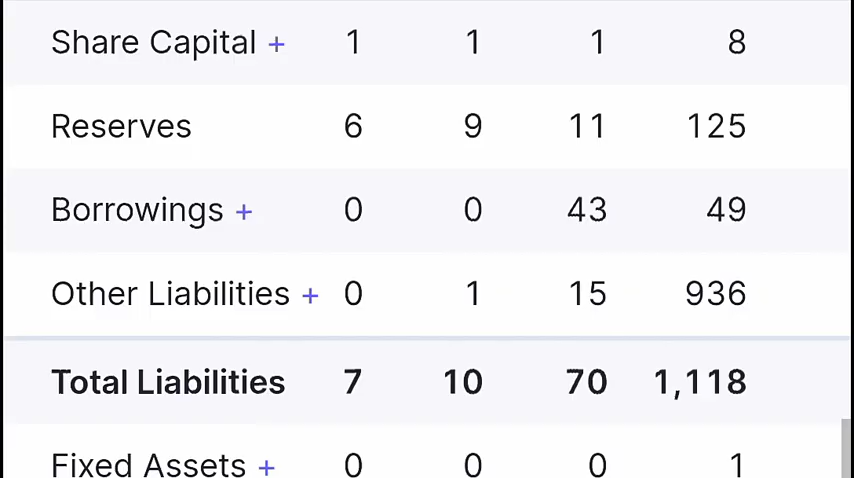 Share Capital + 1 1 1 8
Reserves 6 9 11 125
Borrowings + 0 0 43 49
Other Liabilities + 0 1 15 936
Total Liabilities 7 10 70 1,118
Fixed Assets + 0 0 0 1